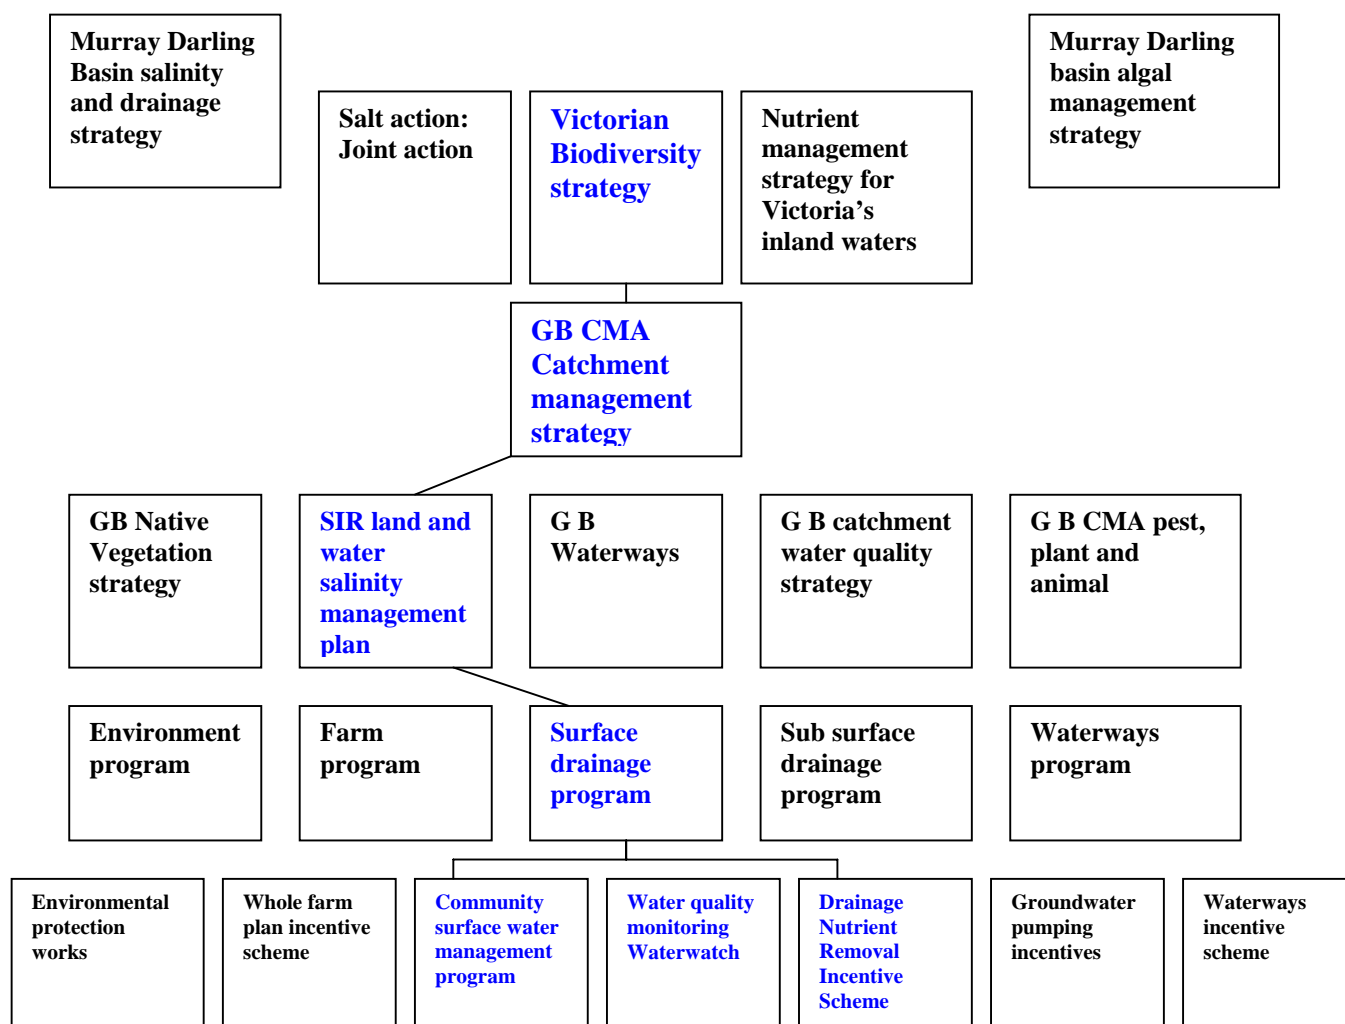 Murray Darling
Basin salinity
and drainage
strategy
Murray Darling
basin algal
management
strategy
Salt action:
Joint action
Victorian
Biodiversity
strategy
Nutrient
management
strategy for
Victoria’s
inland waters
GB CMA
Catchment
management
strategy
GB Native
Vegetation
strategy
SIR land and
water
salinity
management
plan
G B
Waterways
G B catchment
water quality
strategy
G B CMA pest,
plant and
animal
Environment
program
Farm
program
Surface
drainage
program
Sub surface
drainage
program
Waterways
program
Environmental
protection
works
Whole farm
plan incentive
scheme
Community
surface water
management
program
Water quality
monitoring
Waterwatch
Drainage
Nutrient
Removal
Incentive
Scheme
Groundwater
pumping
incentives
Waterways
incentive
scheme